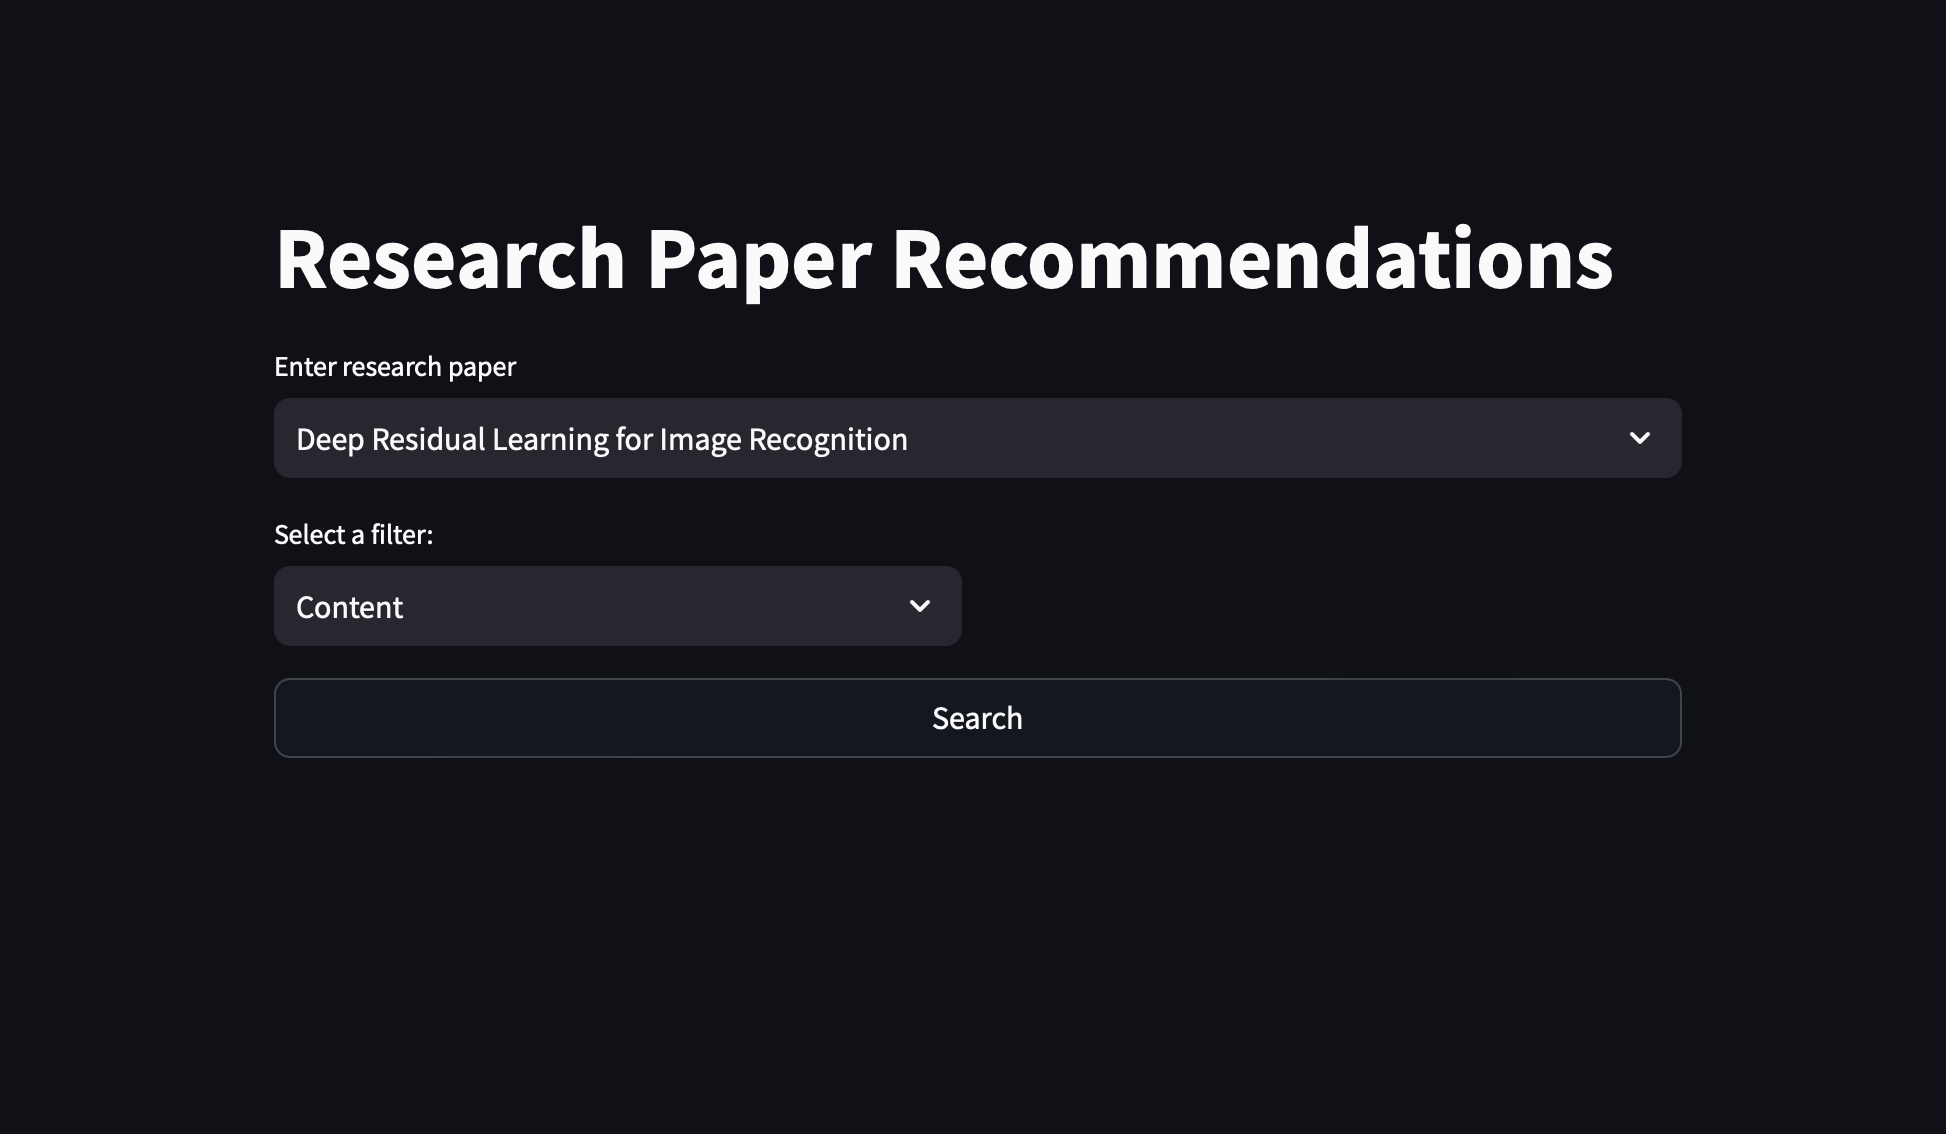 Research Paper Recommendations
Enter research paper
Deep Residual Learning for Image Recognition
Select a filter:
Content
Search